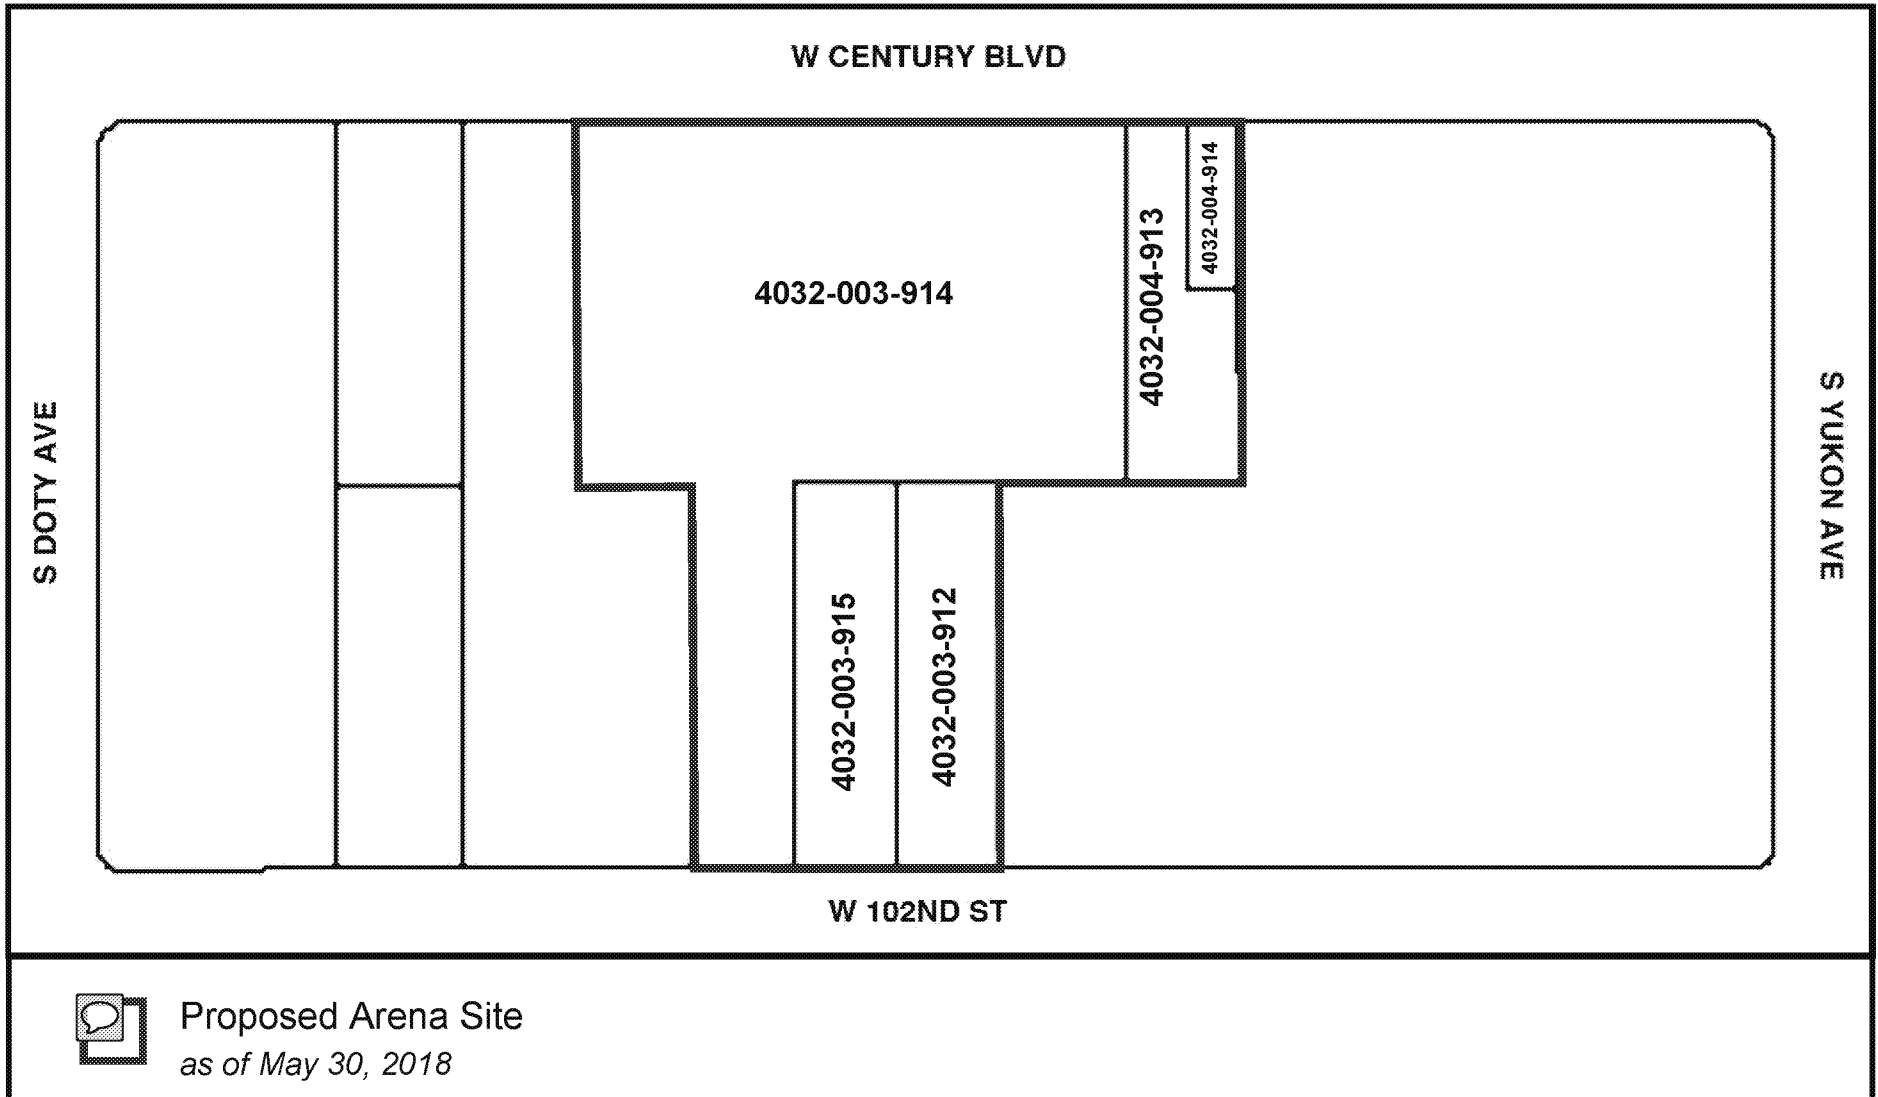 W CENTURY BLVD
4032-004-914
4032-004-913
4032-003-914
S DOTY AVE
S YUKON AVE
4032-003-915
4032-003-912
W 102ND ST
Proposed Arena Site
as of May 30, 2018